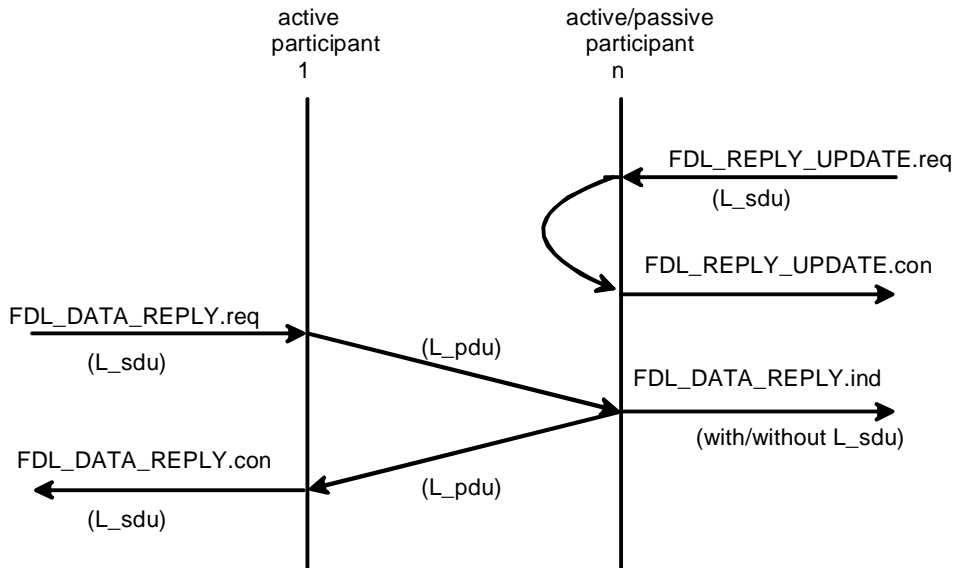 active
participant
1
active/passive
participant
n
FDL_REPLY_UPDATE.req
(L_sdu)
FDL_REPLY_UPDATE.con
FDL_DATA_REPLY.req
(L_sdu)
(L_pdu)
FDL_DATA_REPLY.ind
(with/without L_sdu)
FDL_DATA_REPLY.con
(L_sdu)
(L_pdu)